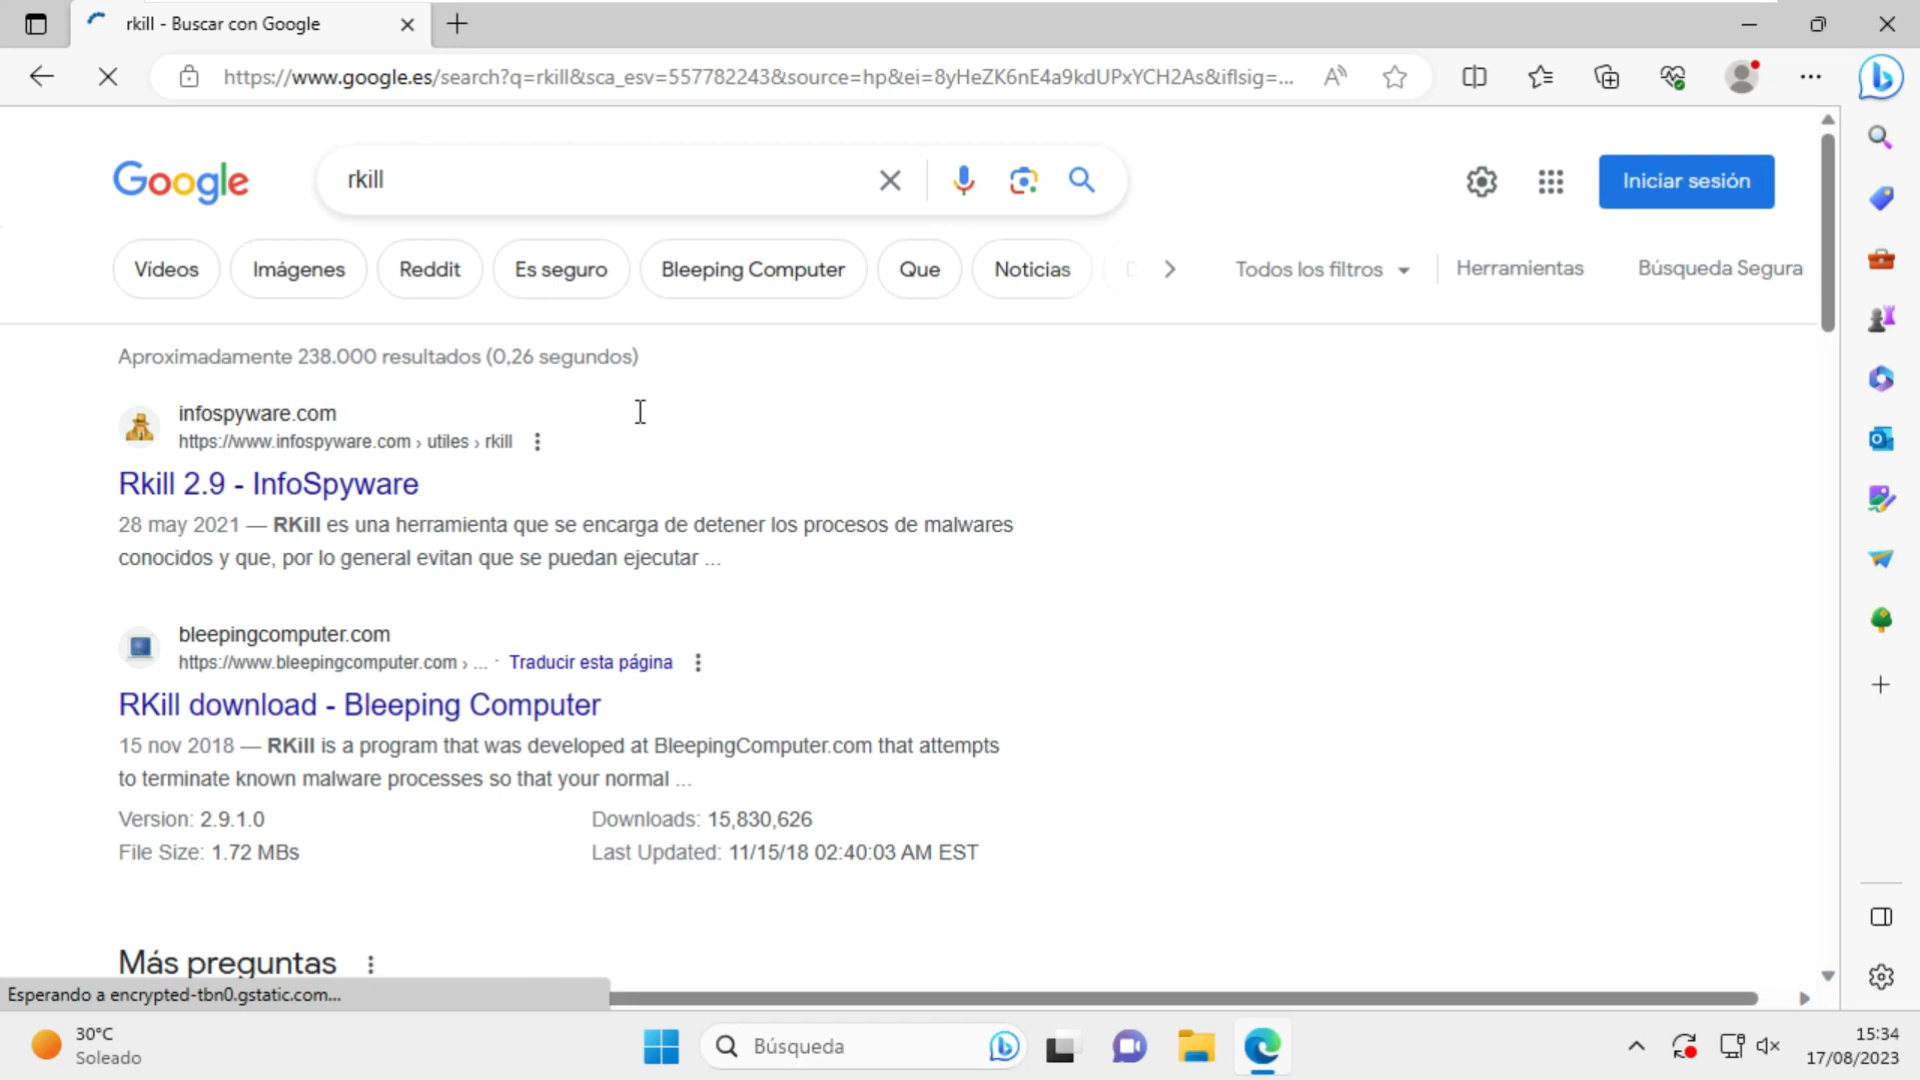 rkill - Buscar con Google
https://www.google.es/search?q=rkill&sca_esv=557782243&source=hp&ei=8yHeZK6nE4a9kdUPxYCH2As&iflsig=...
Google
rkill
Iniciar sesión
Vídeos
Imágenes
Reddit
Es seguro
Bleeping Computer
Que
Noticias
Todos los filtros
Herramientas
Búsqueda Segura
Aproximadamente 238.000 resultados (0,26 segundos)
infospyware.com
https://www.infospyware.com › utiles › rkill
Rkill 2.9 - InfoSpyware
28 may 2021 — RKill es una herramienta que se encarga de detener los procesos de malwares
conocidos y que, por lo general evitan que se puedan ejecutar ...
bleepingcomputer.com
https://www.bleepingcomputer.com › ... · Traducir esta página
RKill download - Bleeping Computer
15 nov 2018 — RKill is a program that was developed at BleepingComputer.com that attempts
to terminate known malware processes so that your normal ...
Version: 2.9.1.0
Downloads: 15,830,626
File Size: 1.72 MBs
Last Updated: 11/15/18 02:40:03 AM EST
Más preguntas
Esperando a encrypted-tbn0.gstatic.com...
30°C
Soleado
Búsqueda
15:34
17/08/2023